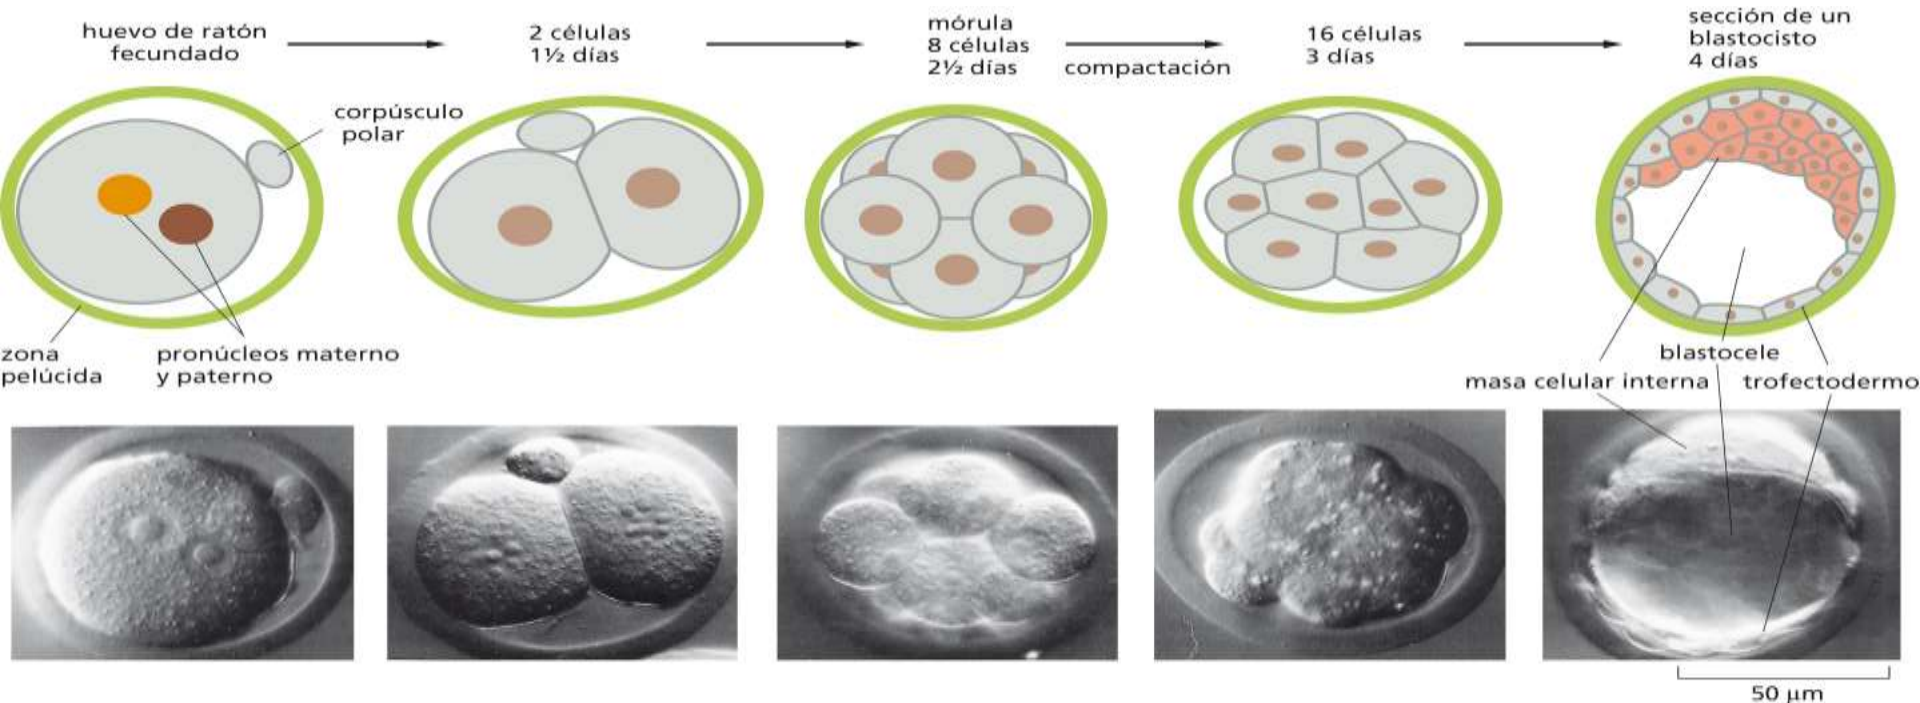 huevo de ratón
fecundado
2 células
1½ días
mórula
8 células
2½ días
compactación
16 células
3 días
sección de un
blastocisto
4 días
corpúsculo
polar
zona
pelúcida
pronúcleos materno
y paterno
blastocele
masa celular interna
trofectodermo
50 μm